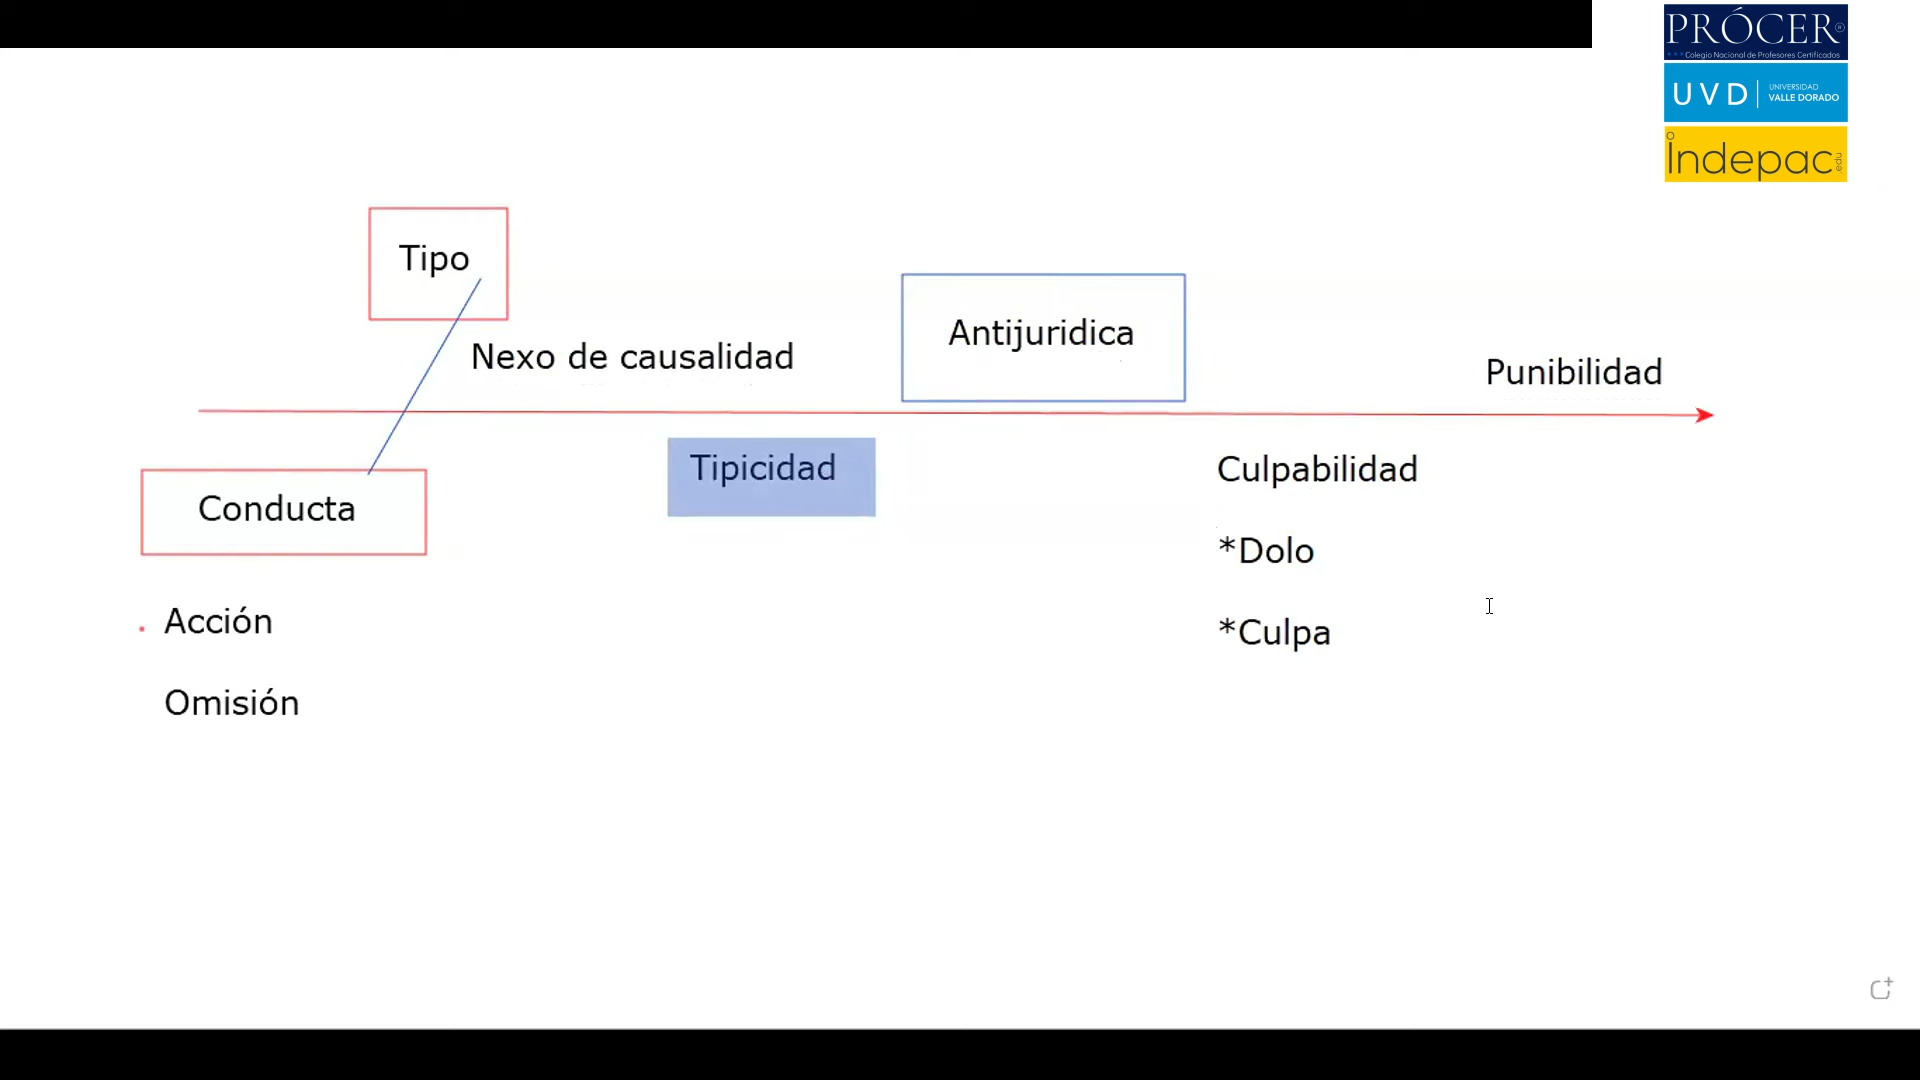 PRÓCER
Colegio Nacional de Profesores Certificados
UVD
UNIVERSIDAD
VALLE DORADO
indepac.edu
Tipo
Antijuridica
Nexo de causalidad
Punibilidad
Tipicidad
Culpabilidad
Conducta
*Dolo
Acción
*Culpa
Omisión